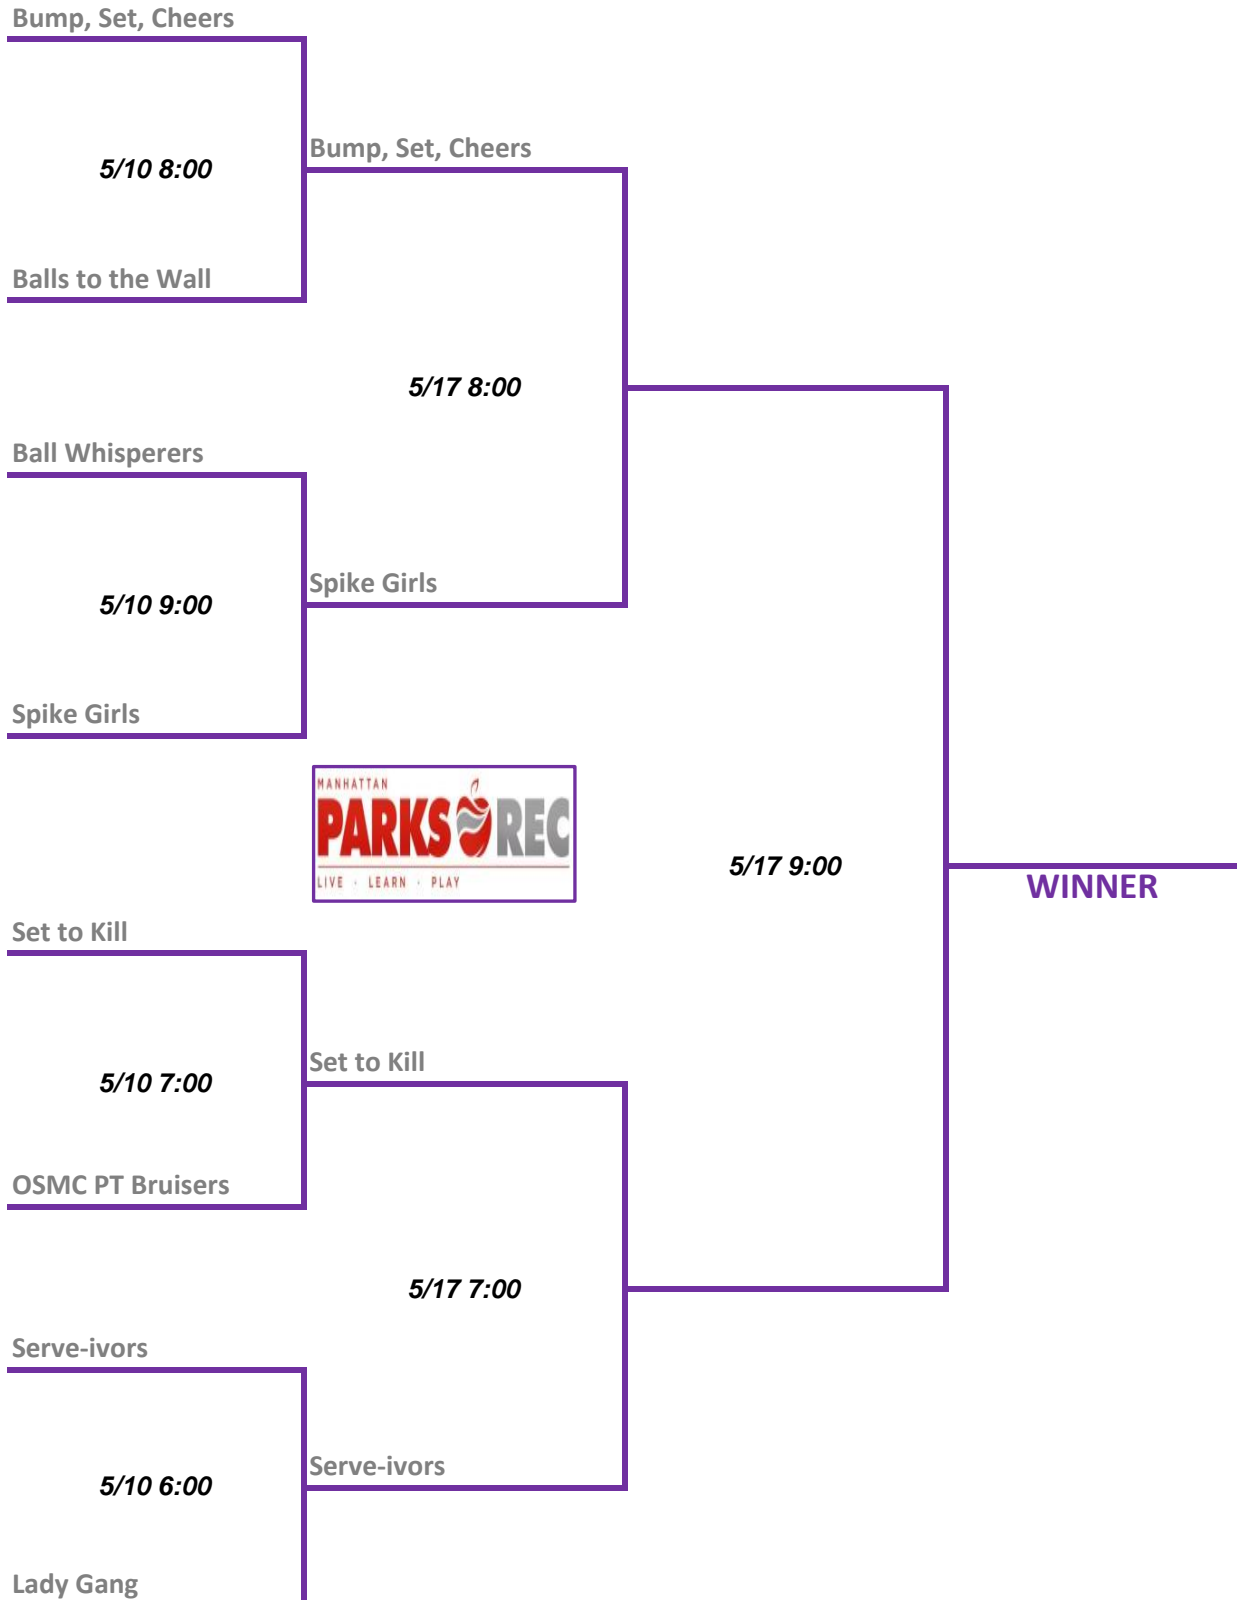 Bump, Set, Cheers
Bump, Set, Cheers
5/10 8:00
Balls to the Wall
5/17 8:00
Ball Whisperers
Spike Girls
5/10 9:00
Spike Girls
MANHATTAN
PARKS REC
LIVE · LEARN · PLAY
5/17 9:00
WINNER
Set to Kill
Set to Kill
5/10 7:00
OSMC PT Bruisers
5/17 7:00
Serve-ivors
Serve-ivors
5/10 6:00
Lady Gang